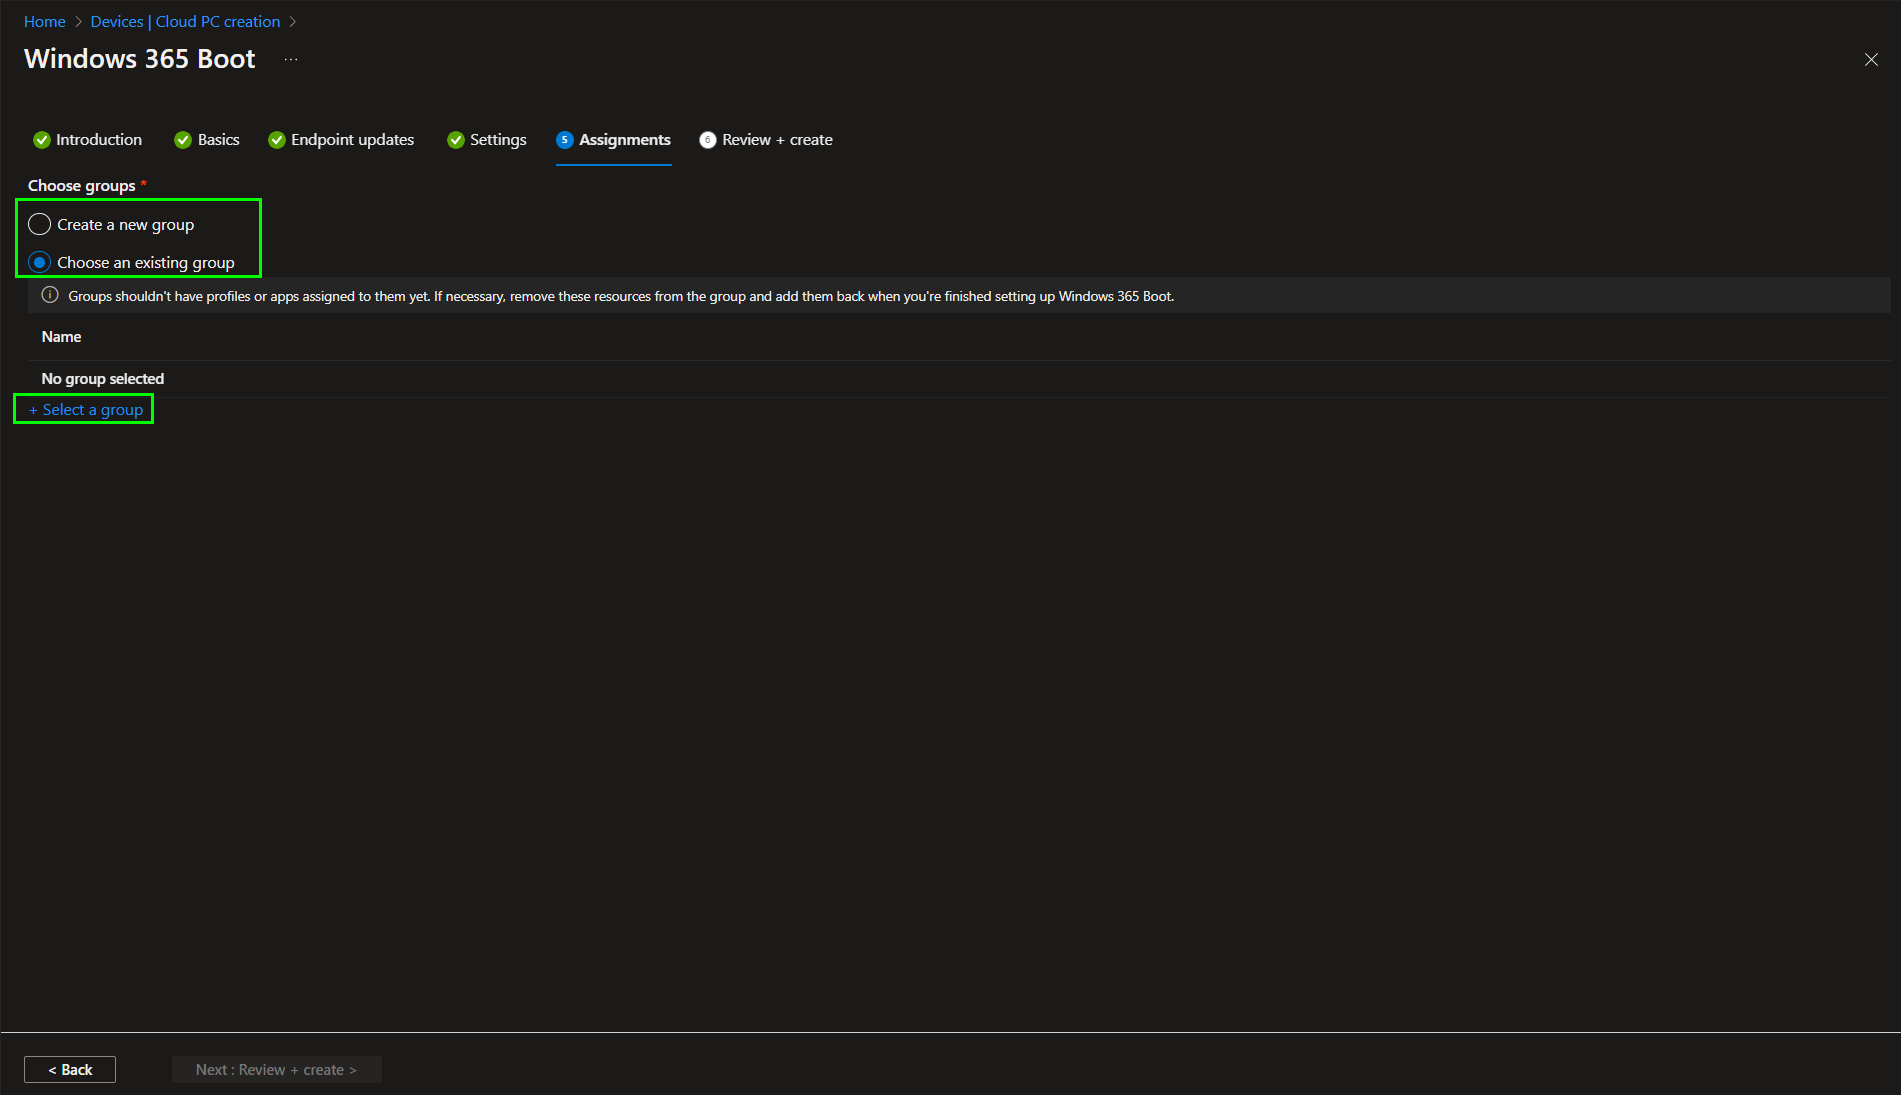 Home > Devices | Cloud PC creation >
Windows 365 Boot ...
Introduction Basics Endpoint updates Settings 5 Assignments 6 Review + create
Choose groups *
Create a new group
Choose an existing group
Groups shouldn't have profiles or apps assigned to them yet. If necessary, remove these resources from the group and add them back when you're finished setting up Windows 365 Boot.
Name
No group selected
+ Select a group
< Back Next : Review + create >